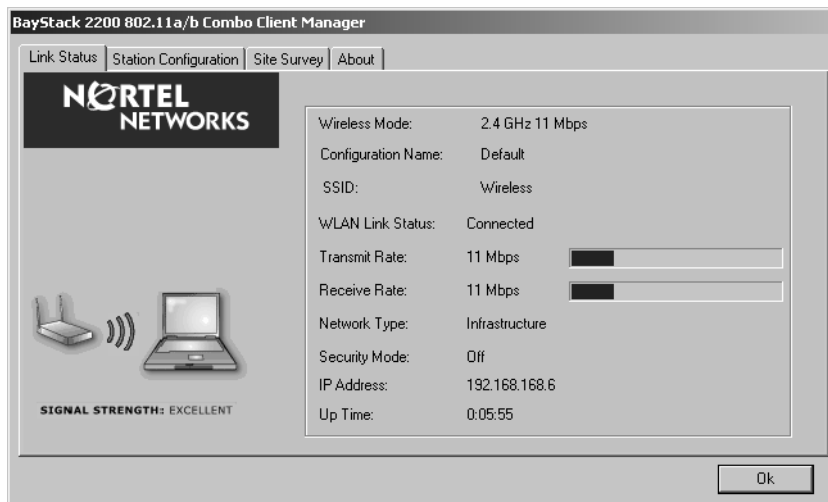 BayStack 2200 802.11a/b Combo Client Manager
Link Status Station Configuration Site Survey About
NORTEL
NETWORKS
Wireless Mode: 2.4 GHz 11 Mbps
Configuration Name: Default
SSID: Wireless
WLAN Link Status: Connected
Transmit Rate: 11 Mbps
Receive Rate: 11 Mbps
Network Type: Infrastructure
Security Mode: Off
IP Address: 192.168.168.6
Up Time: 0:05:55
SIGNAL STRENGTH: EXCELLENT
Ok